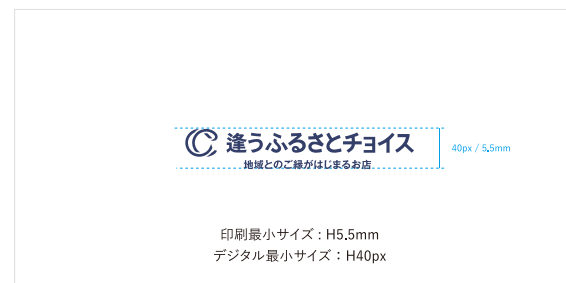 逢うふるさとチョイス
地域とのご縁がはじまるお店
40px / 5.5mm
印刷最小サイズ : H5.5mm
デジタル最小サイズ：H40px